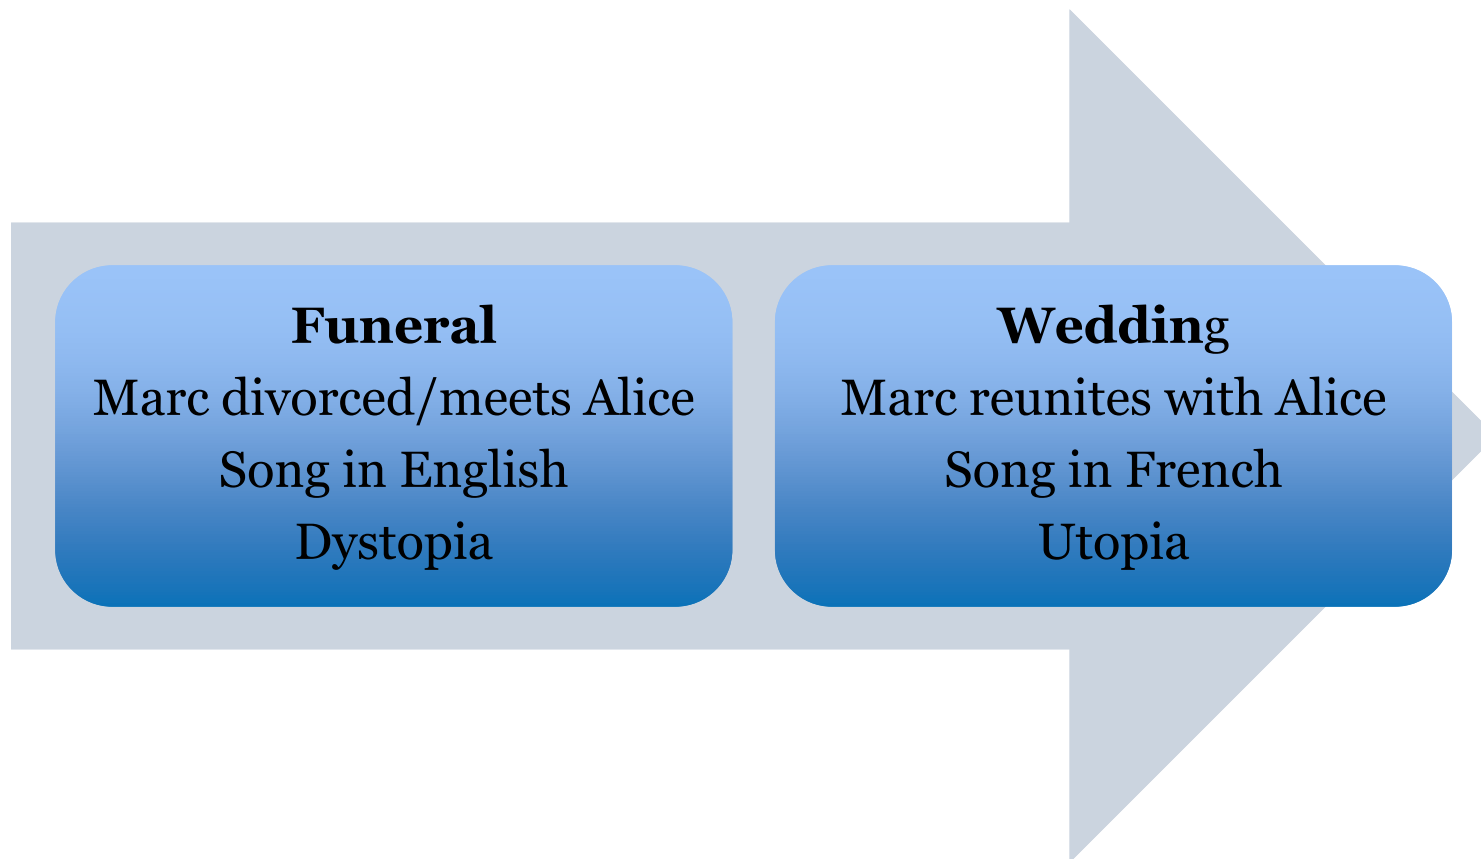 Funeral
Marc divorced/meets Alice
Song in English
Dystopia
Wedding
Marc reunites with Alice
Song in French
Utopia